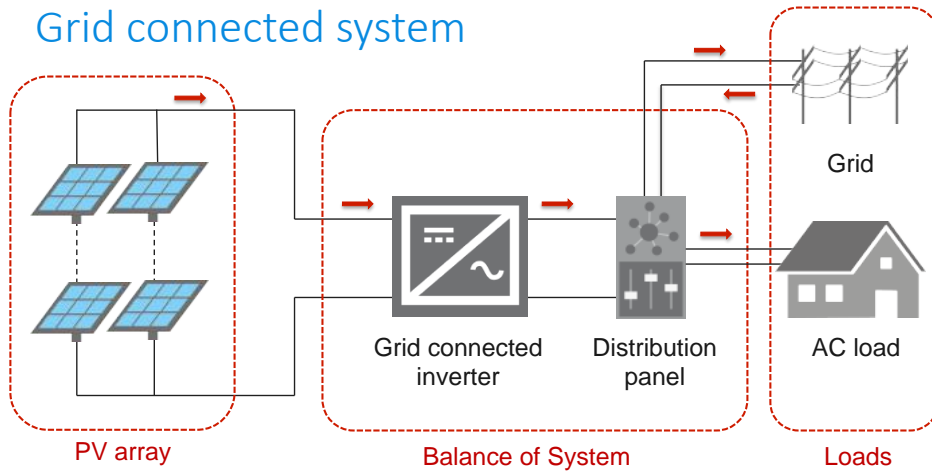 Grid connected system
Grid
Grid connected
inverter
Distribution
panel
AC load
PV array
Balance of System
Loads